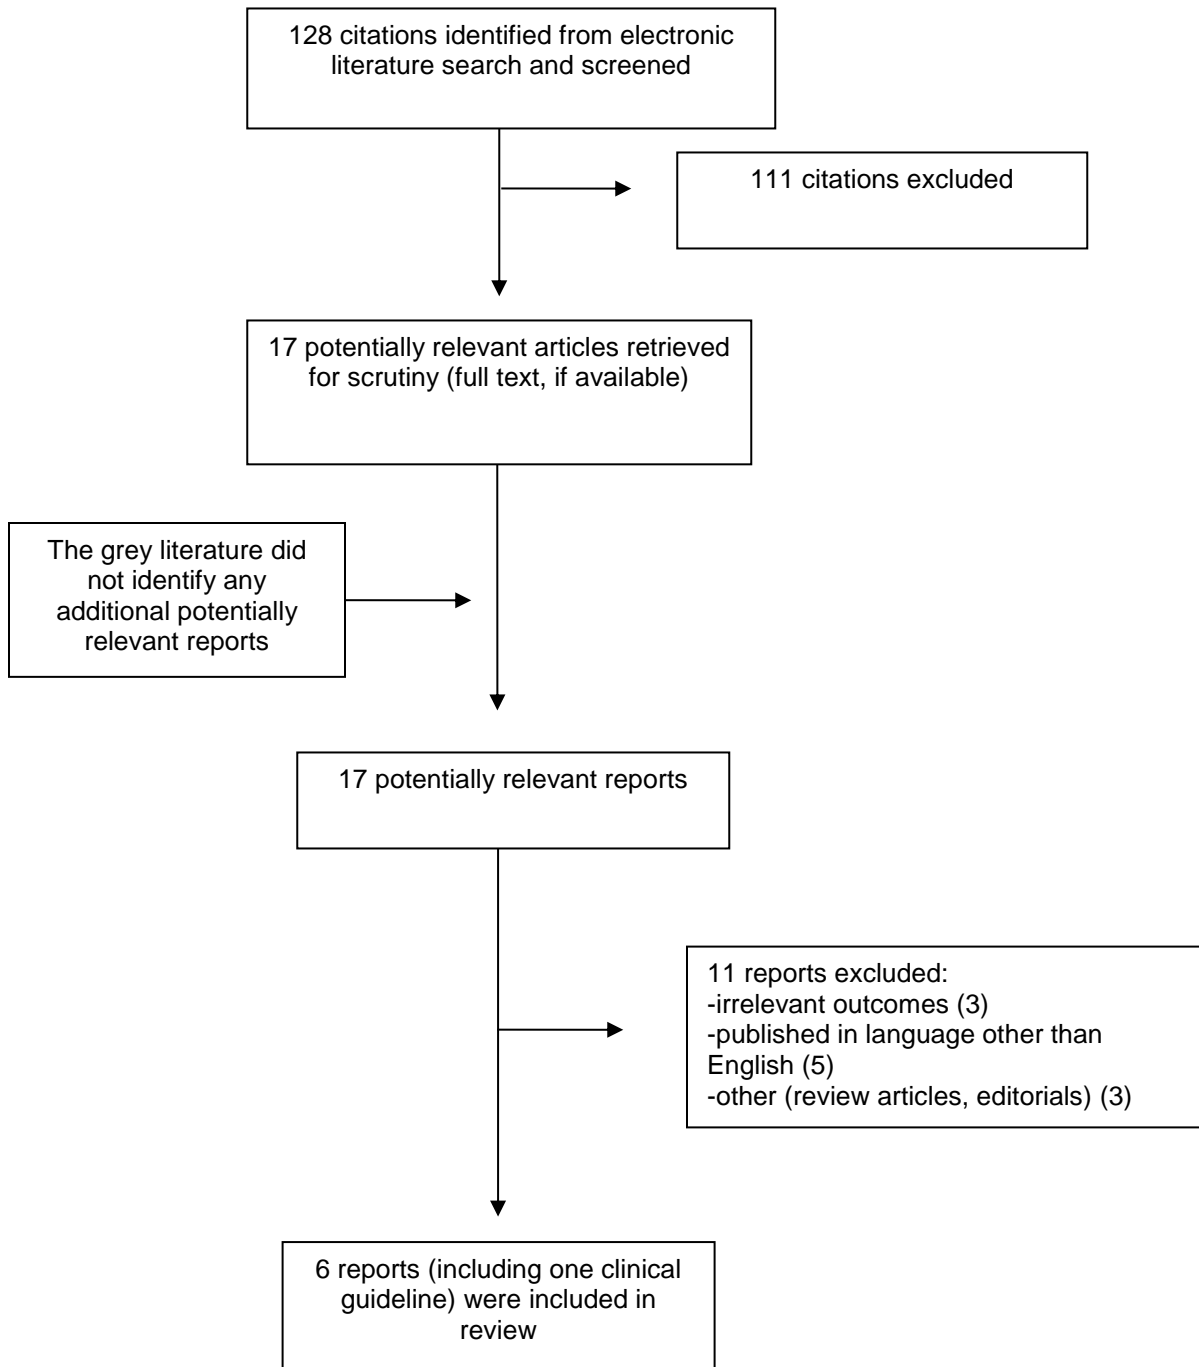 128 citations identified from electronic
literature search and screened
111 citations excluded
17 potentially relevant articles retrieved
for scrutiny (full text, if available)
The grey literature did
not identify any
additional potentially
relevant reports
17 potentially relevant reports
11 reports excluded:
-irrelevant outcomes (3)
-published in language other than
English (5)
-other (review articles, editorials) (3)
6 reports (including one clinical
guideline) were included in
review